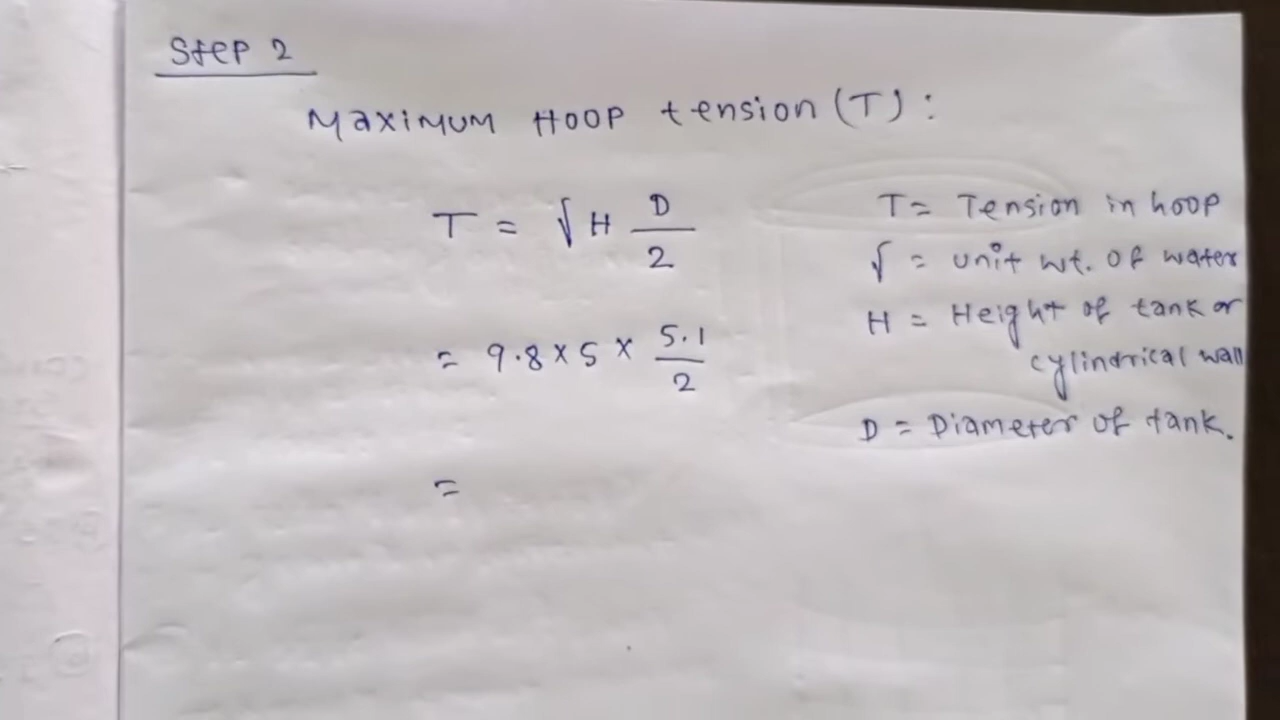 Step 2
Maximum Hoop tension (T) :
T = √ H D/2
= 9.8 × 5 × 5.1/2
=
T = Tension in hoop
√ = unit wt. of water
H = Height of tank or
cylindrical wall
D = Diameter of tank.